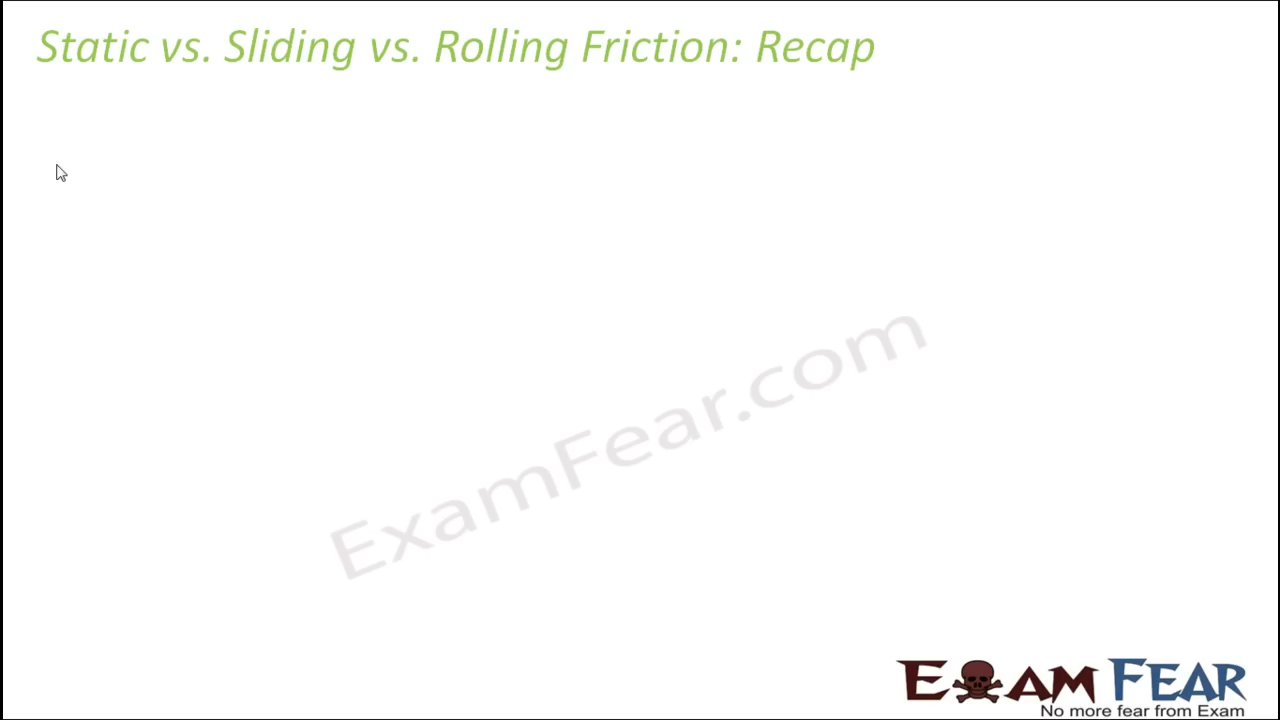 Static vs. Sliding vs. Rolling Friction: Recap
ExamFear.com
EXAM FEAR
No more fear from Exam